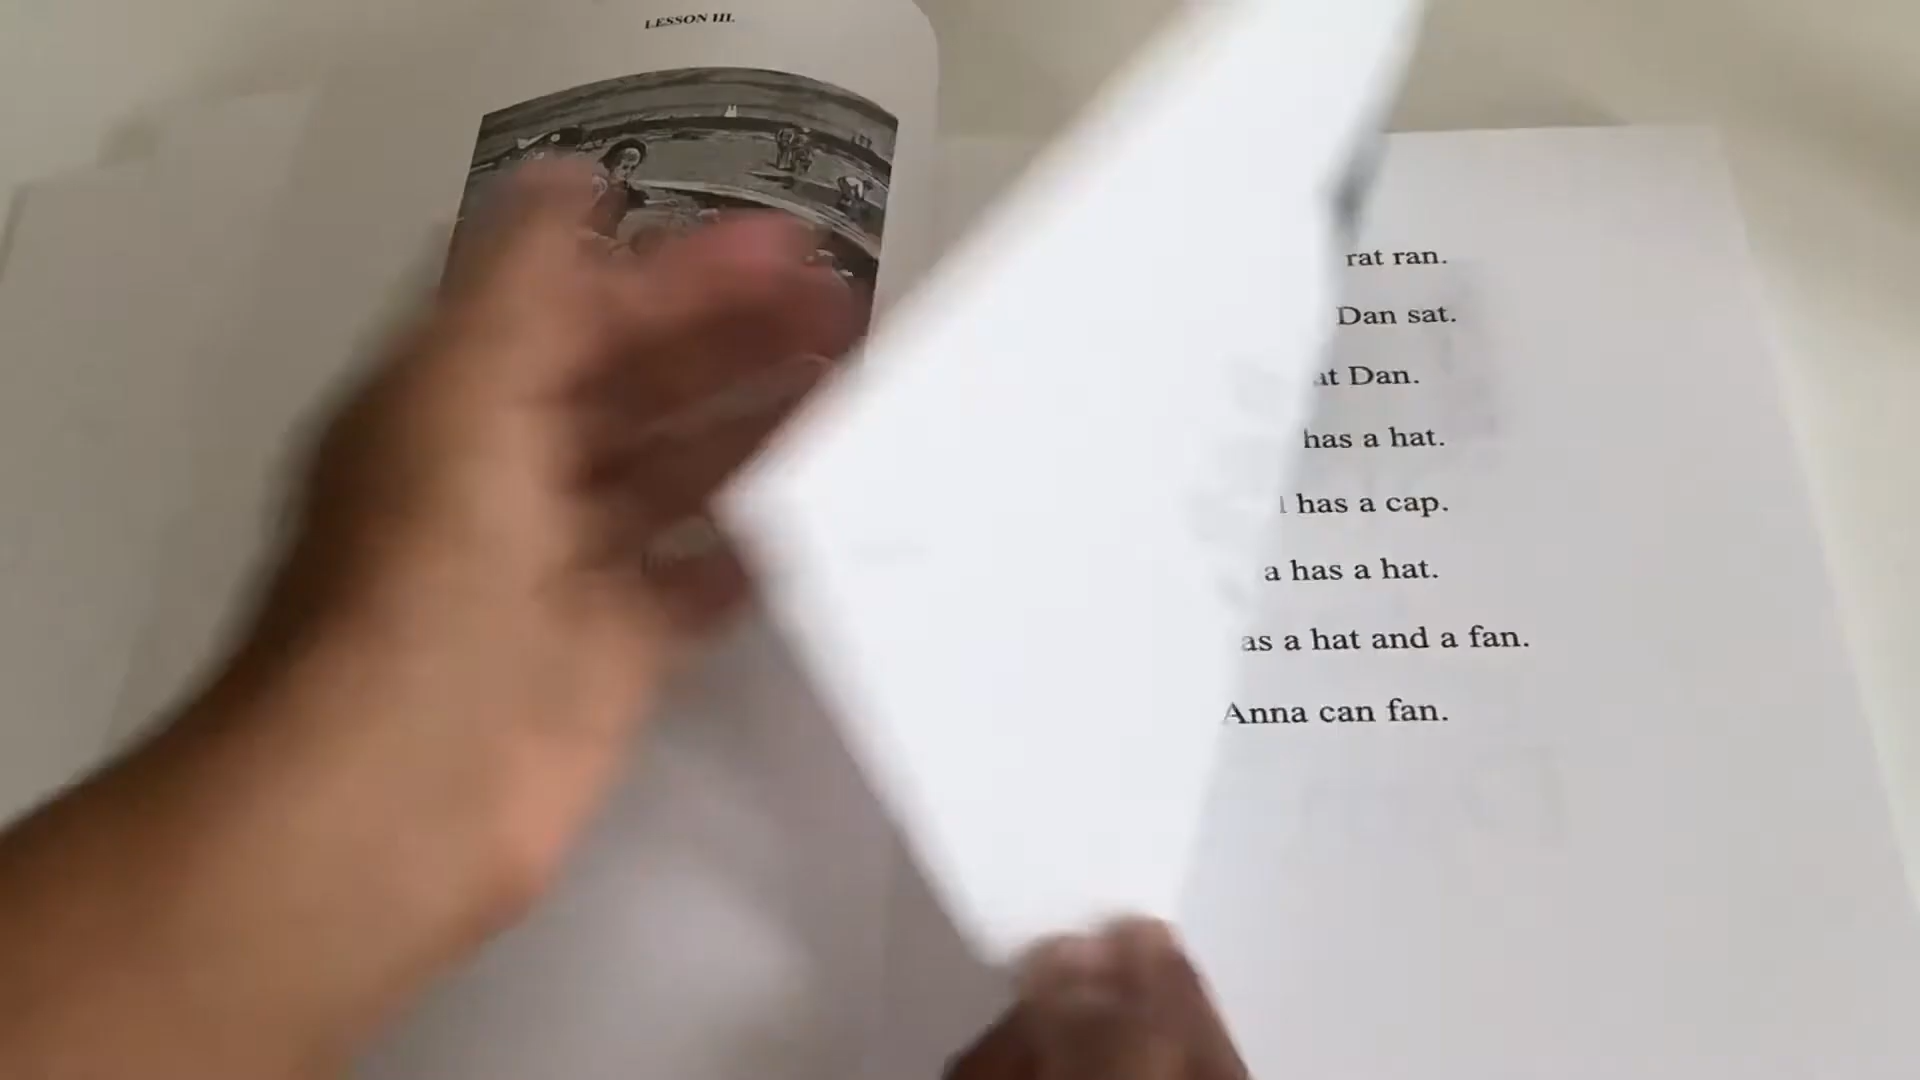 LESSON III.
rat ran.
Dan sat.
at Dan.
has a hat.
has a cap.
a has a hat.
as a hat and a fan.
Anna can fan.